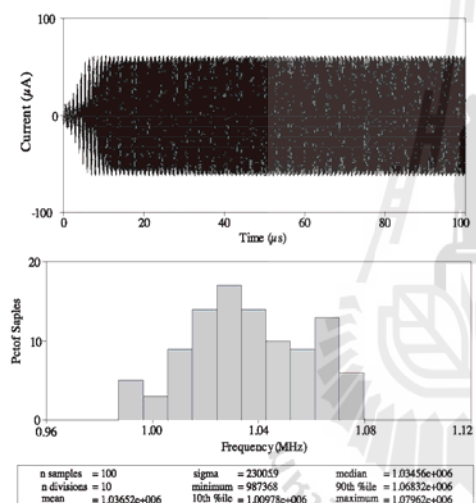 100
Current (µA)
0
-100
0 20 40 60 80 100
Time (µs)
20
Pctof Saples
10
0
0.96 1.00 1.04 1.08 1.12
Frequency(MHz)
n samples = 100 sigma = 23005.9 median = 1.03456e+006
n divisions = 10 minimum = 987368 90th %ile = 1.06832e+006
mean = 1.03652e+006 10th %ile = 1.00978e+006 maximum = 1.07962e+006